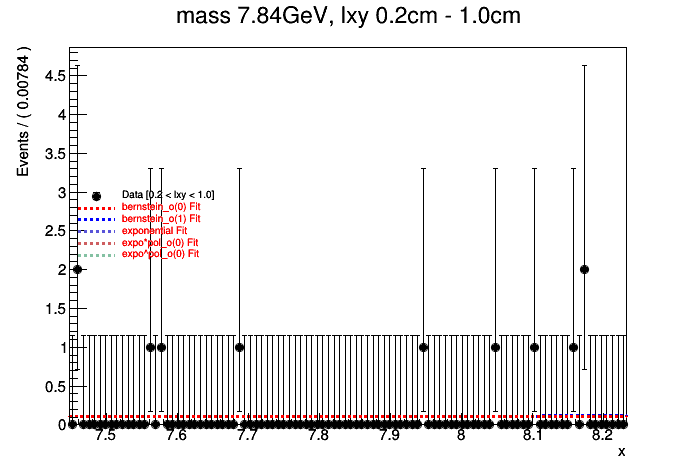 mass 7.84GeV, lxy 0.2cm - 1.0cm
Events / ( 0.00784 )
4.5
4
3.5
3
2.5
2
1.5
1
0.5
0
Data [0.2 < lxy < 1.0]
bernstein_o(0) Fit
bernstein_o(1) Fit
exponential Fit
expo*pol_o(0) Fit
expo^pol_o(0) Fit
7.5 7.6 7.7 7.8 7.9 8 8.1 8.2
x